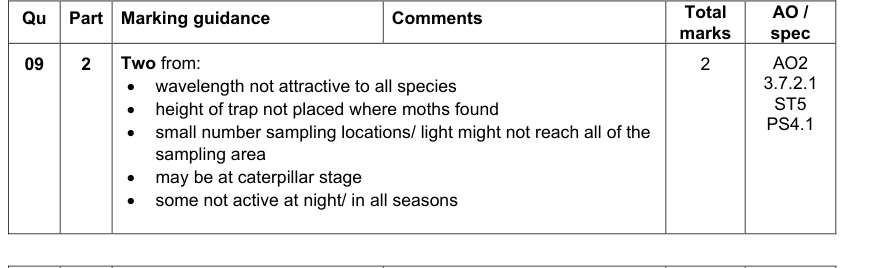 Qu Part Marking guidance Comments Total marks AO / spec
09 2 Two from: 2 AO2
• wavelength not attractive to all species 3.7.2.1
• height of trap not placed where moths found ST5
• small number sampling locations/ light might not reach all of the PS4.1
sampling area
• may be at caterpillar stage
• some not active at night/ in all seasons